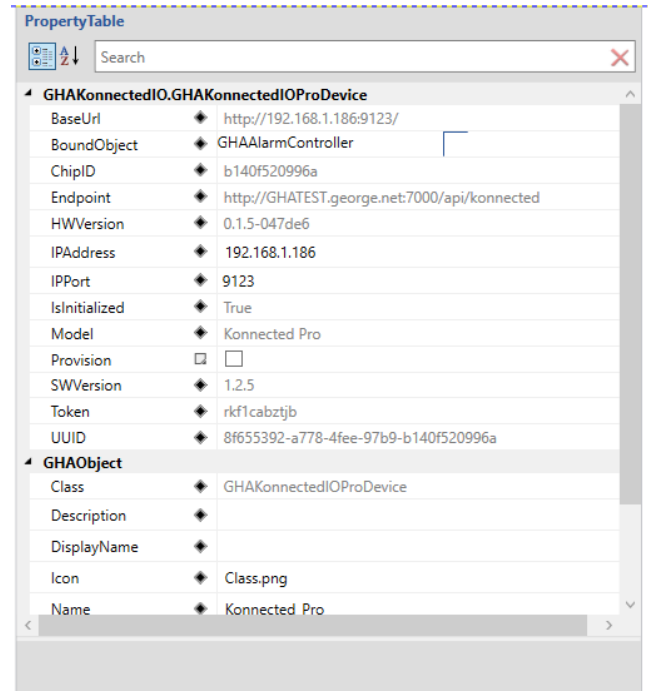 PropertyTable
Search
GHAKonnectedIO.GHAKonnectedIOProDevice
BaseUrl http://192.168.1.186:9123/
BoundObject GHAAlarmController
ChipID b140f520996a
Endpoint http://GHATEST.george.net:7000/api/konnected
HWVersion 0.1.5-047de6
IPAddress 192.168.1.186
IPPort 9123
IsInitialized True
Model Konnected Pro
Provision
SWVersion 1.2.5
Token rkf1cabztjb
UUID 8f655392-a778-4fee-97b9-b140f520996a
GHAObject
Class GHAKonnectedIOProDevice
Description
DisplayName
Icon Class.png
Name Konnected Pro